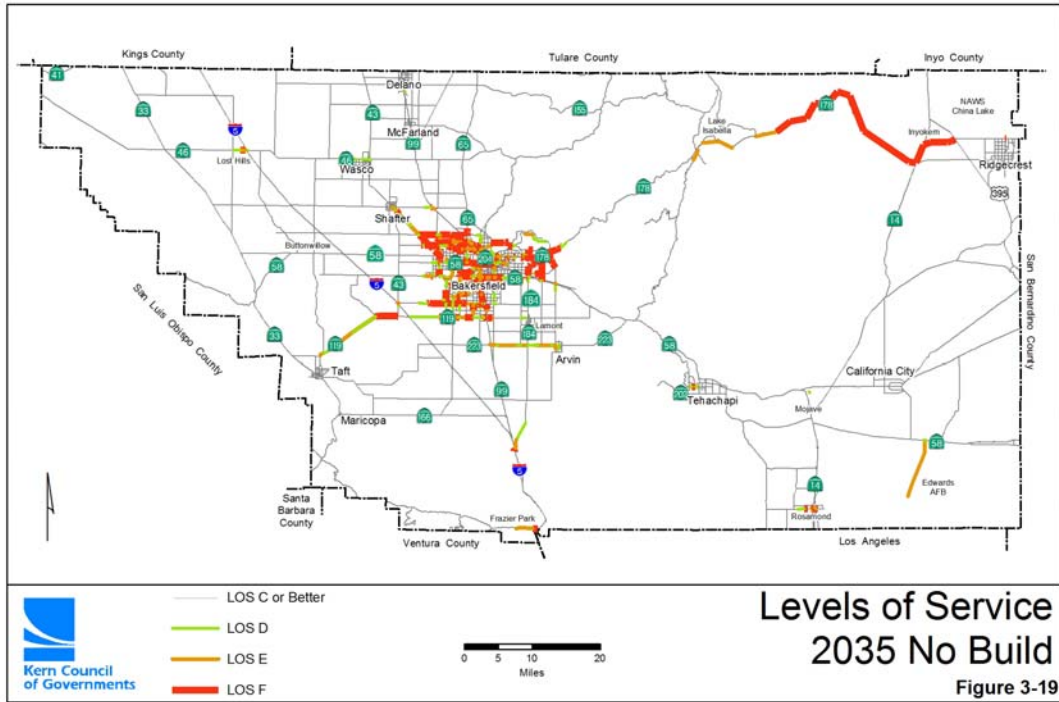 Kings County
Tulare County
Inyo County
41
Delano
33
43
155
178
NAWS
China Lake
Lake
Isabella
Inyokern
5
McFarland
99
65
46
Lost Hills
46
Wasco
Ridgecrest
395
178
Shafter
65
14
Buttonwillow
58
58
58
204
178
58
43
5
Bakersfield
184
San Luis Obispo County
San Bernardino County
119
Lamont
184
33
119
223
Arvin
223
58
Taft
California City
99
202
Tehachapi
Maricopa
166
Mojave
58
5
14
Edwards
AFB
Santa
Barbara
County
Frazier Park
Rosamond
Ventura County
Los Angeles
Kern Council
of Governments
LOS C or Better
LOS D
LOS E
LOS F
0 5 10 20
Miles
Levels of Service
2035 No Build
Figure 3-19